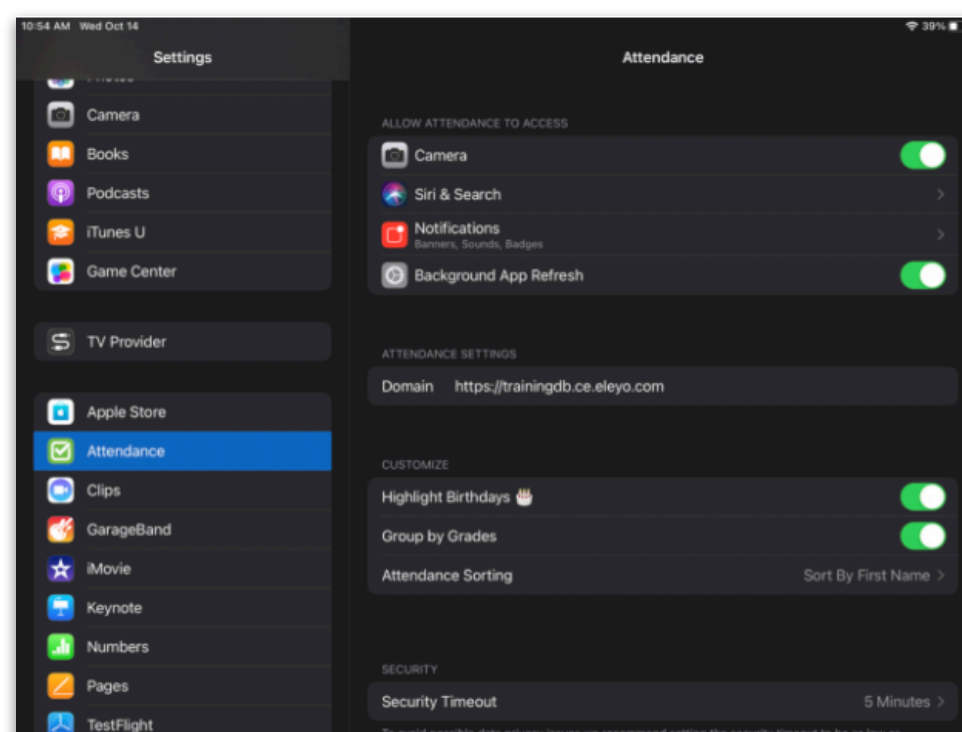 10:54 AM Wed Oct 14
39%
Settings
Camera
Books
Podcasts
iTunes U
Game Center
TV Provider
Apple Store
Attendance
Clips
GarageBand
iMovie
Keynote
Numbers
Pages
TestFlight
Attendance
ALLOW ATTENDANCE TO ACCESS
Camera
Siri & Search
Notifications
Banners, Sounds, Badges
Background App Refresh
ATTENDANCE SETTINGS
Domain https://trainingdb.ce.eleyo.com
CUSTOMIZE
Highlight Birthdays 🎂
Group by Grades
Attendance Sorting Sort By First Name
SECURITY
Security Timeout 5 Minutes